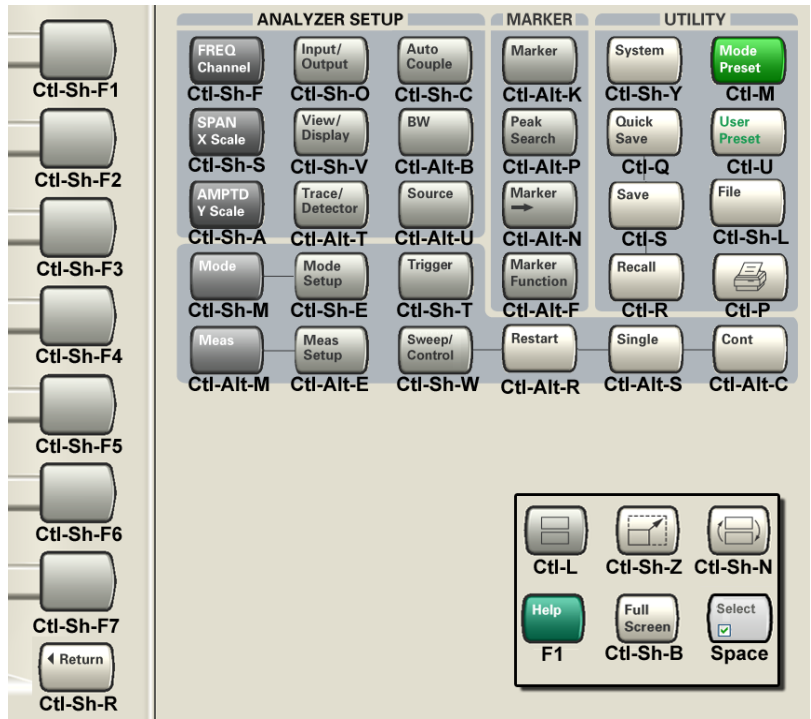 ANALYZER SETUP
MARKER
UTILITY
Ctl-Sh-F1
Ctl-Sh-F2
Ctl-Sh-F3
Ctl-Sh-F4
Ctl-Sh-F5
Ctl-Sh-F6
Ctl-Sh-F7
Return
Ctl-Sh-R
FREQ
Channel
Ctl-Sh-F
Input/
Output
Ctl-Sh-O
Auto
Couple
Ctl-Sh-C
Marker
Ctl-Alt-K
System
Ctl-Sh-Y
Mode
Preset
Ctl-M
SPAN
X Scale
Ctl-Sh-S
View/
Display
Ctl-Sh-V
BW
Ctl-Alt-B
Peak
Search
Ctl-Alt-P
Quick
Save
Ctl-Q
User
Preset
Ctl-U
AMPTD
Y Scale
Ctl-Sh-A
Trace/
Detector
Ctl-Alt-T
Source
Ctl-Alt-U
Marker
Ctl-Alt-N
Save
Ctl-S
File
Ctl-Sh-L
Mode
Ctl-Sh-M
Mode
Setup
Ctl-Sh-E
Trigger
Ctl-Sh-T
Marker
Function
Ctl-Alt-F
Recall
Ctl-R
Ctl-P
Meas
Ctl-Alt-M
Meas
Setup
Ctl-Alt-E
Sweep/
Control
Ctl-Sh-W
Restart
Ctl-Alt-R
Single
Ctl-Alt-S
Cont
Ctl-Alt-C
Ctl-L
Ctl-Sh-Z
Ctl-Sh-N
Help
F1
Full
Screen
Ctl-Sh-B
Select
Space